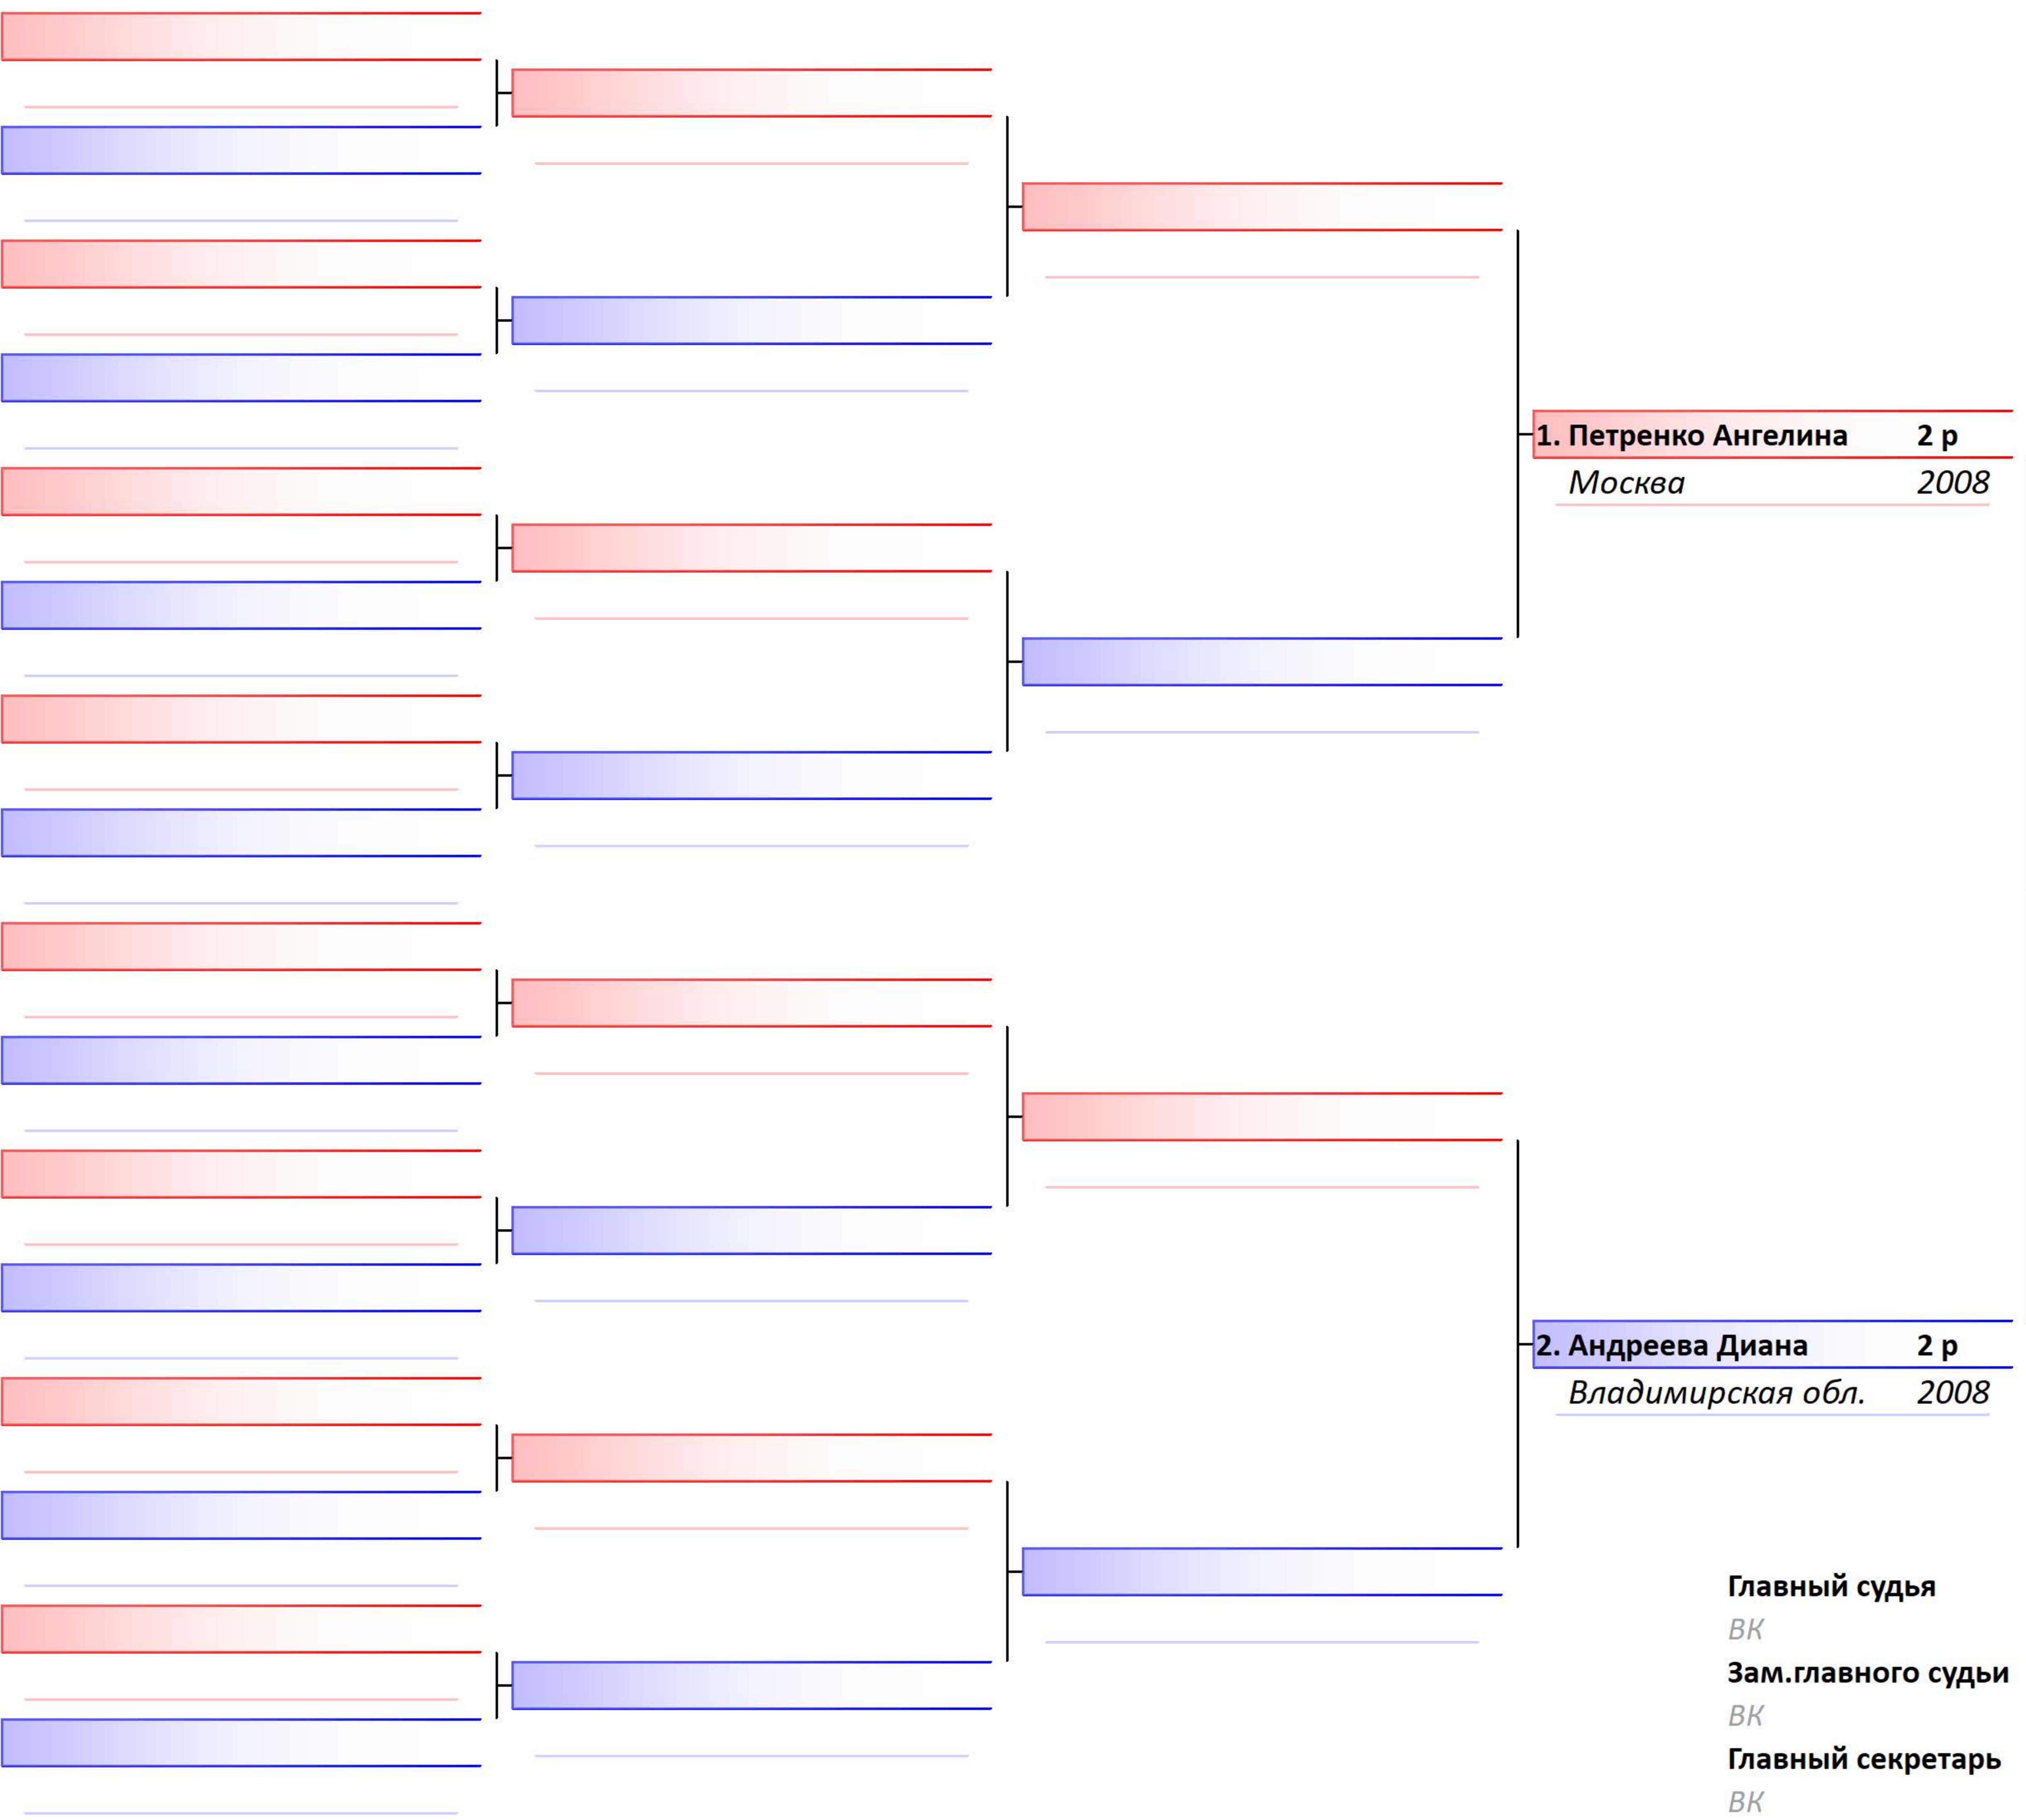 1. Петренко Ангелина 2 р
Москва 2008
2. Андреева Диана 2 р
Владимирская обл. 2008
Главный судья
ВК
Зам.главного судьи
ВК
Главный секретарь
ВК